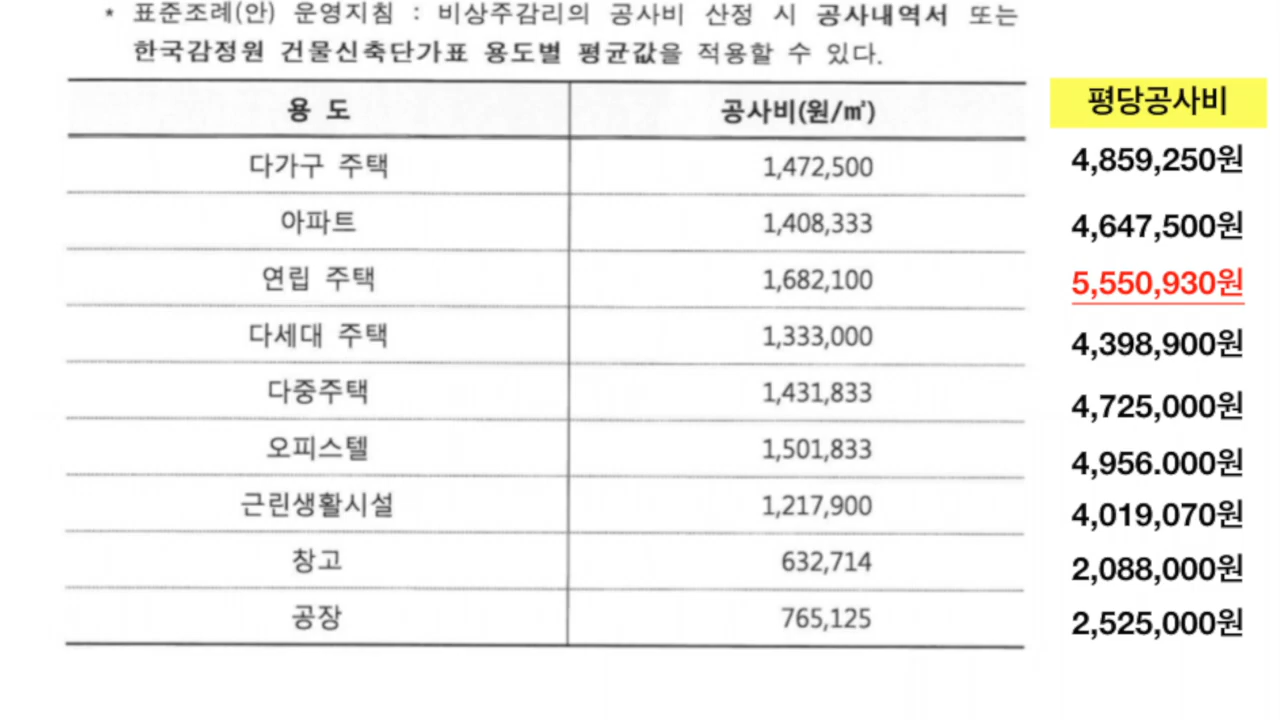 * 표준조례(안) 운영지침 : 비상주감리의 공사비 산정 시 공사내역서 또는
한국감정원 건물신축단가표 용도별 평균값을 적용할 수 있다.
용 도 공사비(원/㎡) 평당공사비
다가구 주택 1,472,500 4,859,250원
아파트 1,408,333 4,647,500원
연립 주택 1,682,100 5,550,930원
다세대 주택 1,333,000 4,398,900원
다중주택 1,431,833 4,725,000원
오피스텔 1,501,833 4,956.000원
근린생활시설 1,217,900 4,019,070원
창고 632,714 2,088,000원
공장 765,125 2,525,000원